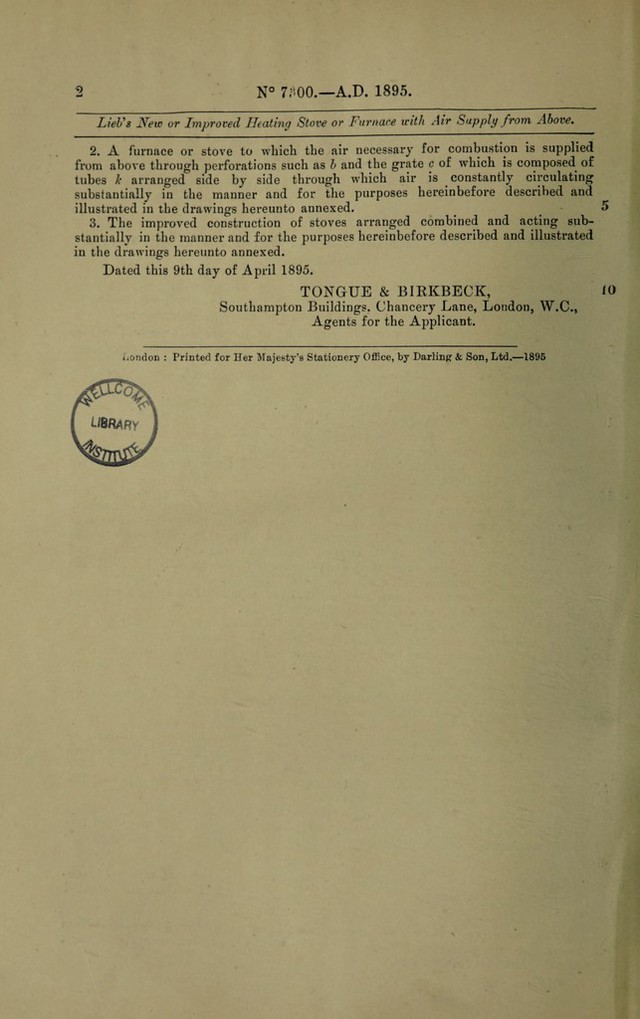 2 N° 7300.—A.D. 1895.
Lieb's New or Improved Heating Stove or Furnace with Air Supply from Above.
2. A furnace or stove to which the air necessary for combustion is supplied
from above through perforations such as b and the grate c of which is composed of
tubes k arranged side by side through which air is constantly circulating
substantially in the manner and for the purposes hereinbefore described and
illustrated in the drawings hereunto annexed. 5
3. The improved construction of stoves arranged combined and acting sub-
stantially in the manner and for the purposes hereinbefore described and illustrated
in the drawings hereunto annexed.
Dated this 9th day of April 1895.
TONGUE & BIRKBECK, 10
Southampton Buildings. Chancery Lane, London, W.C.,
Agents for the Applicant.
London : Printed for Her Majesty's Stationery Office, by Darling & Son, Ltd.—1895
WELLCOME
LIBRARY
INSTITUTE